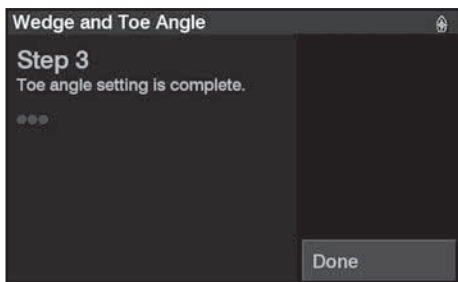 Wedge and Toe Angle
Step 3
Toe angle setting is complete.
Done